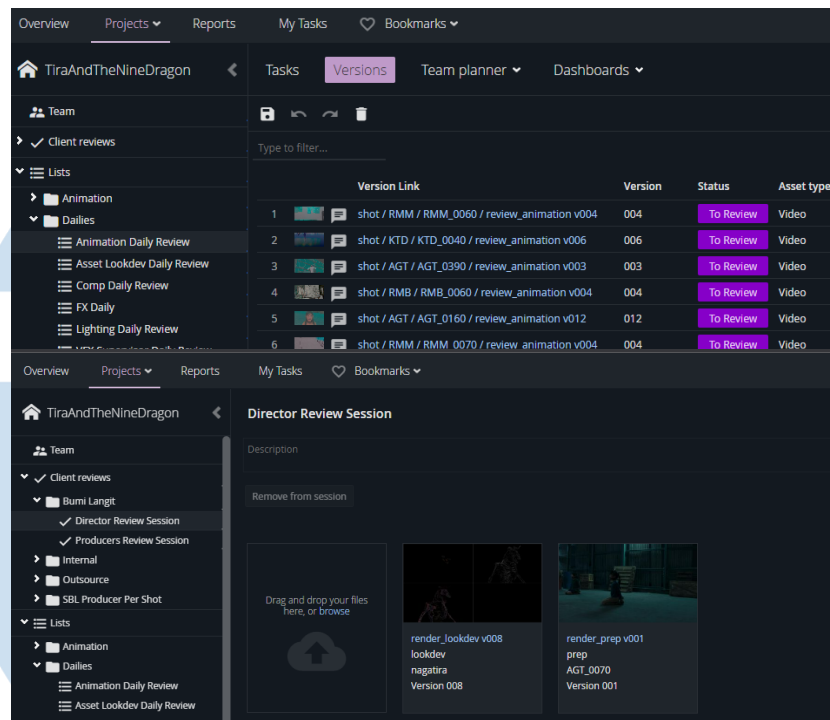 Overview Projects Reports My Tasks Bookmarks
TiraAndTheNineDragon Tasks Versions Team planner Dashboards
Team
Client reviews
Type to filter...
Lists
Version Link Version Status Asset type
Animation
1 shot / RMM / RMM_0060 / review_animation v004 004 To Review Video
Dailies
Animation Daily Review
2 shot / KTD / KTD_0040 / review_animation v006 006 To Review Video
Asset Lookdev Daily Review
3 shot / AGT / AGT_0390 / review_animation v003 003 To Review Video
Comp Daily Review
4 shot / RMB / RMB_0060 / review_animation v004 004 To Review Video
FX Daily
5 shot / AGT / AGT_0160 / review_animation v012 012 To Review Video
Lighting Daily Review
6 shot / RMM / RMM_0070 / review_animation v004 004 To Review Video
VFX Supervisor Daily Review
Overview Projects Reports My Tasks Bookmarks
TiraAndTheNineDragon
Director Review Session
Team
Description
Client reviews
Bumi Langit
Remove from session
Director Review Session
Producers Review Session
Internal
Outsource
SBL Producer Per Shot
Drag and drop your files
here, or browse
Lists
Animation
Dailies
Animation Daily Review
Asset Lookdev Daily Review
render_lookdev v008
lookdev
nagatira
Version 008
render_prep v001
prep
AGT_0070
Version 001